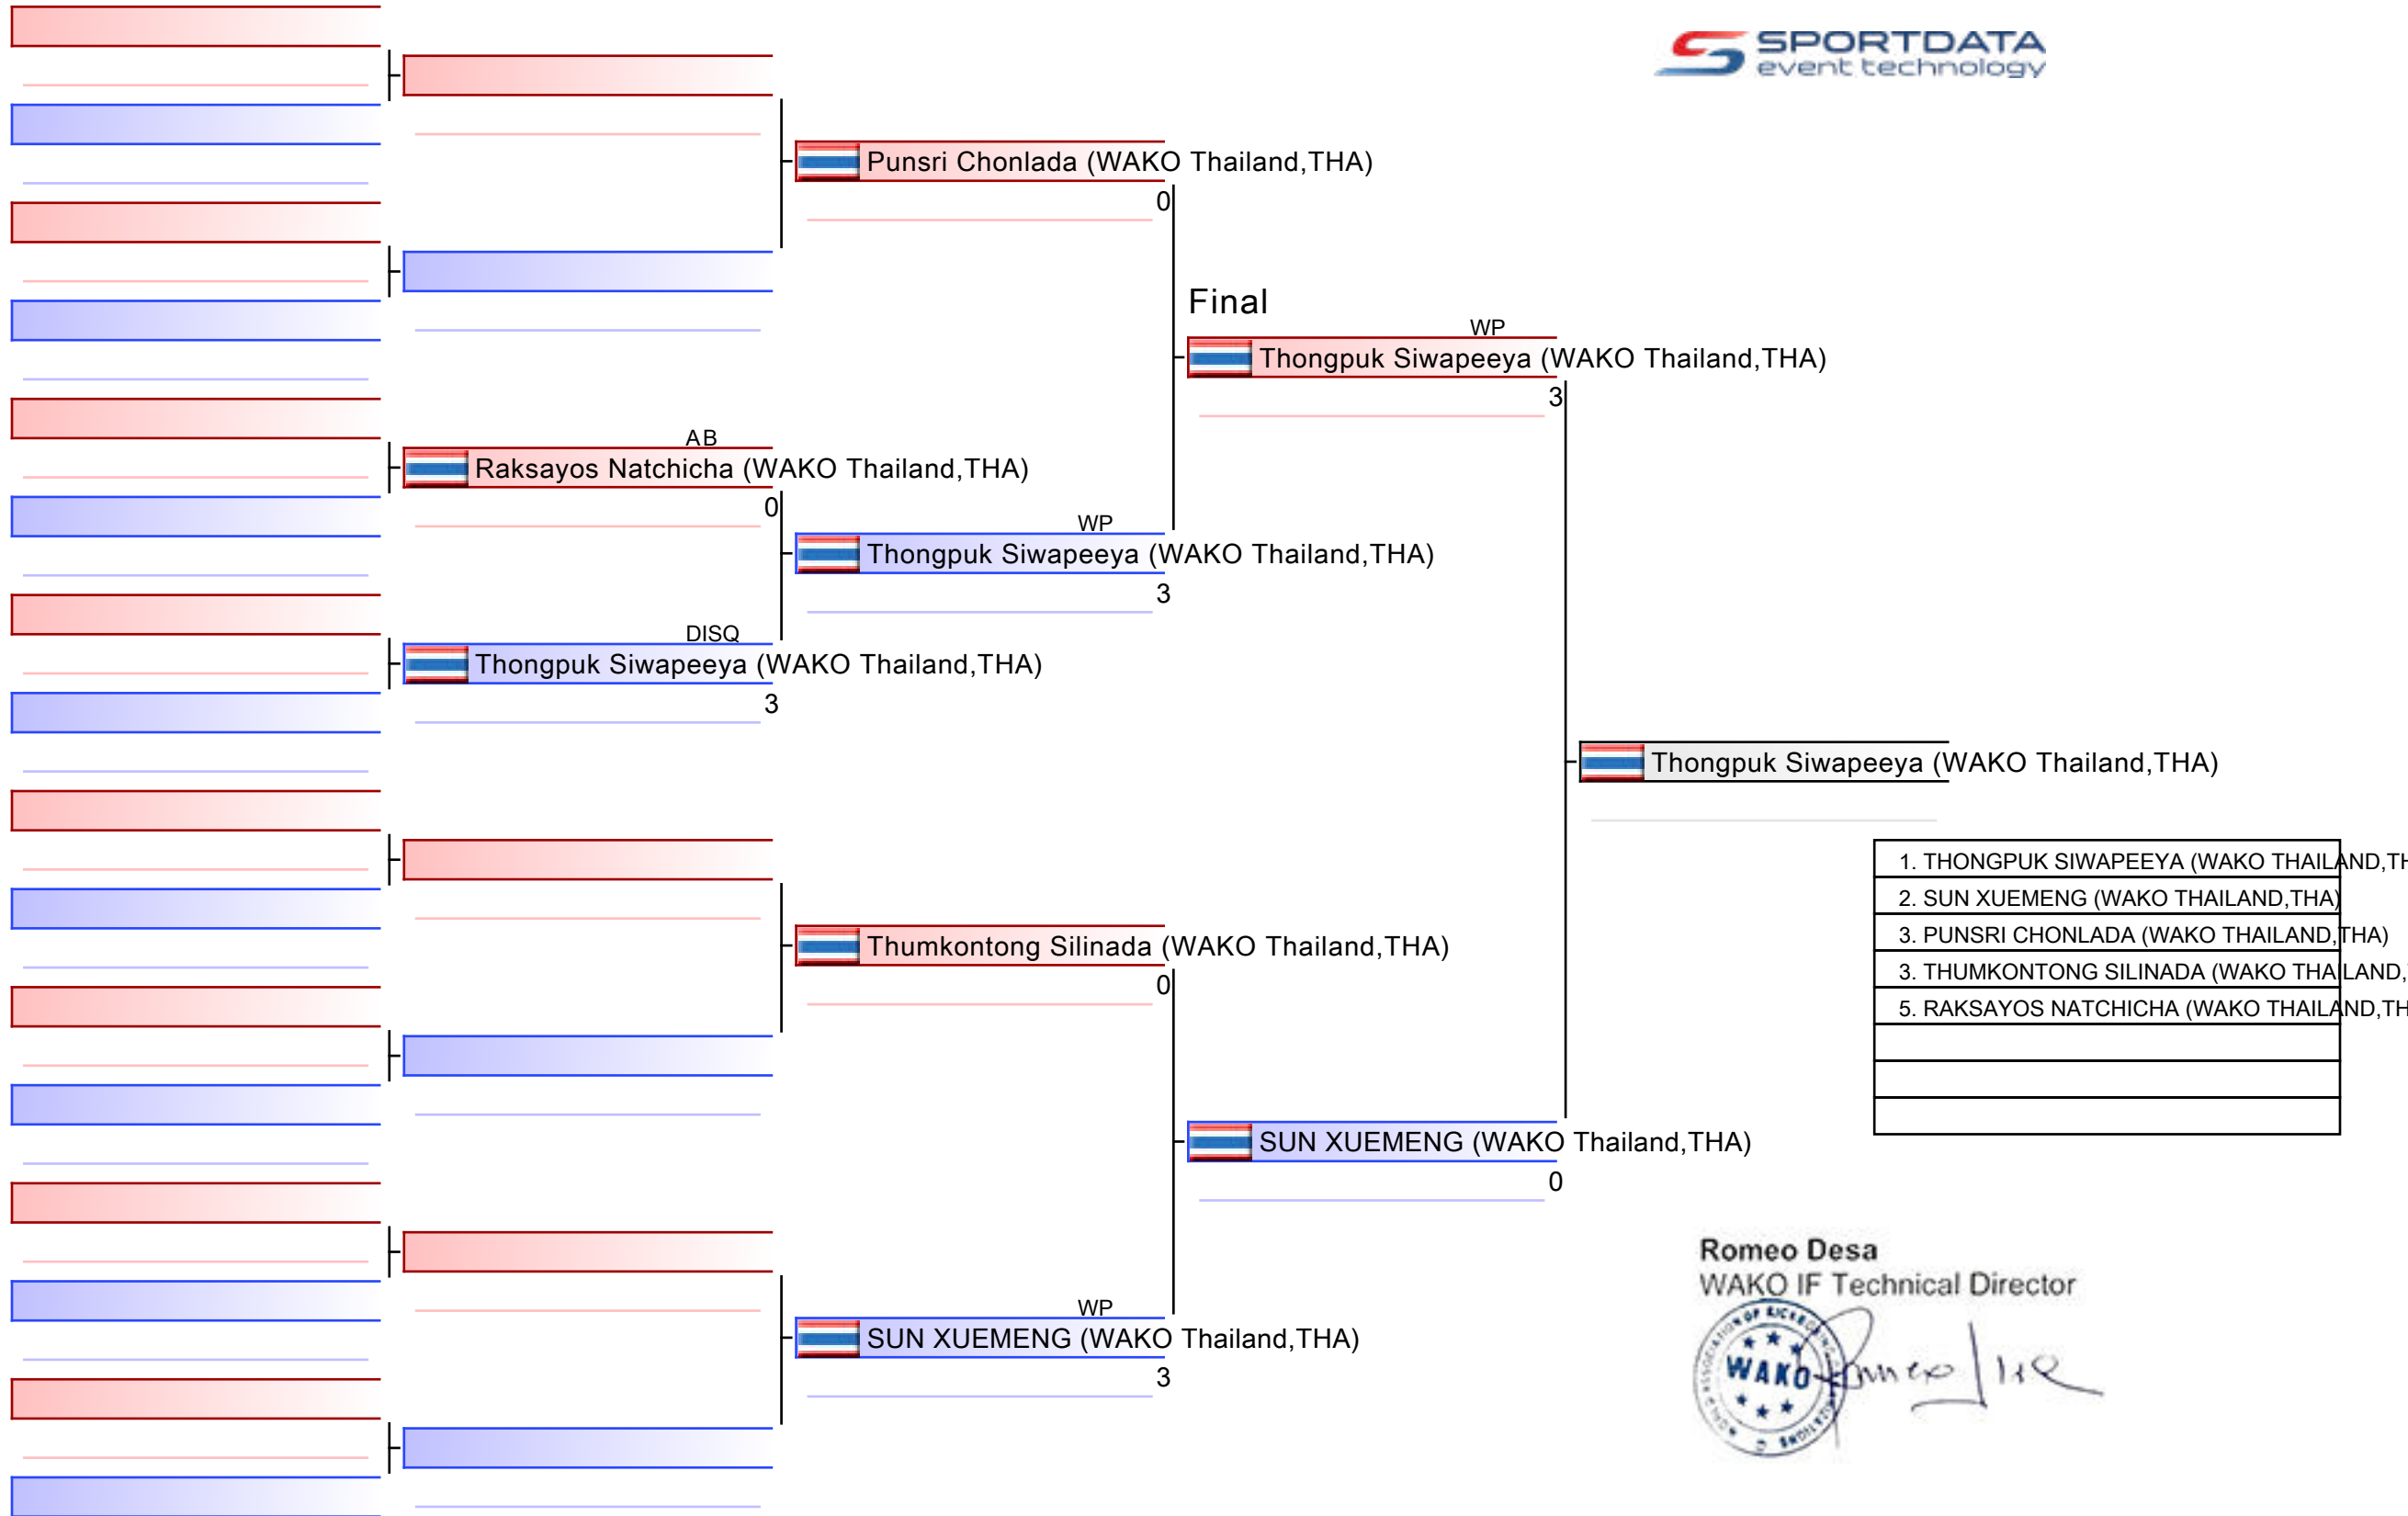 SPORTDATA
event technology
Punsri Chonlada (WAKO Thailand,THA)
0
Final
WP
Thongpuk Siwapeeya (WAKO Thailand,THA)
3
AB
Raksayos Natchicha (WAKO Thailand,THA)
0
WP
Thongpuk Siwapeeya (WAKO Thailand,THA)
3
DISQ
Thongpuk Siwapeeya (WAKO Thailand,THA)
3
Thongpuk Siwapeeya (WAKO Thailand,THA)
1. THONGPUK SIWAPEEYA (WAKO THAILAND,TH
2. SUN XUEMENG (WAKO THAILAND,THA)
3. PUNSRI CHONLADA (WAKO THAILAND,THA)
3. THUMKONTONG SILINADA (WAKO THAILAND,
5. RAKSAYOS NATCHICHA (WAKO THAILAND,TH
Thumkontong Silinada (WAKO Thailand,THA)
0
SUN XUEMENG (WAKO Thailand,THA)
0
WP
SUN XUEMENG (WAKO Thailand,THA)
3
Romeo Desa
WAKO IF Technical Director
WAKO